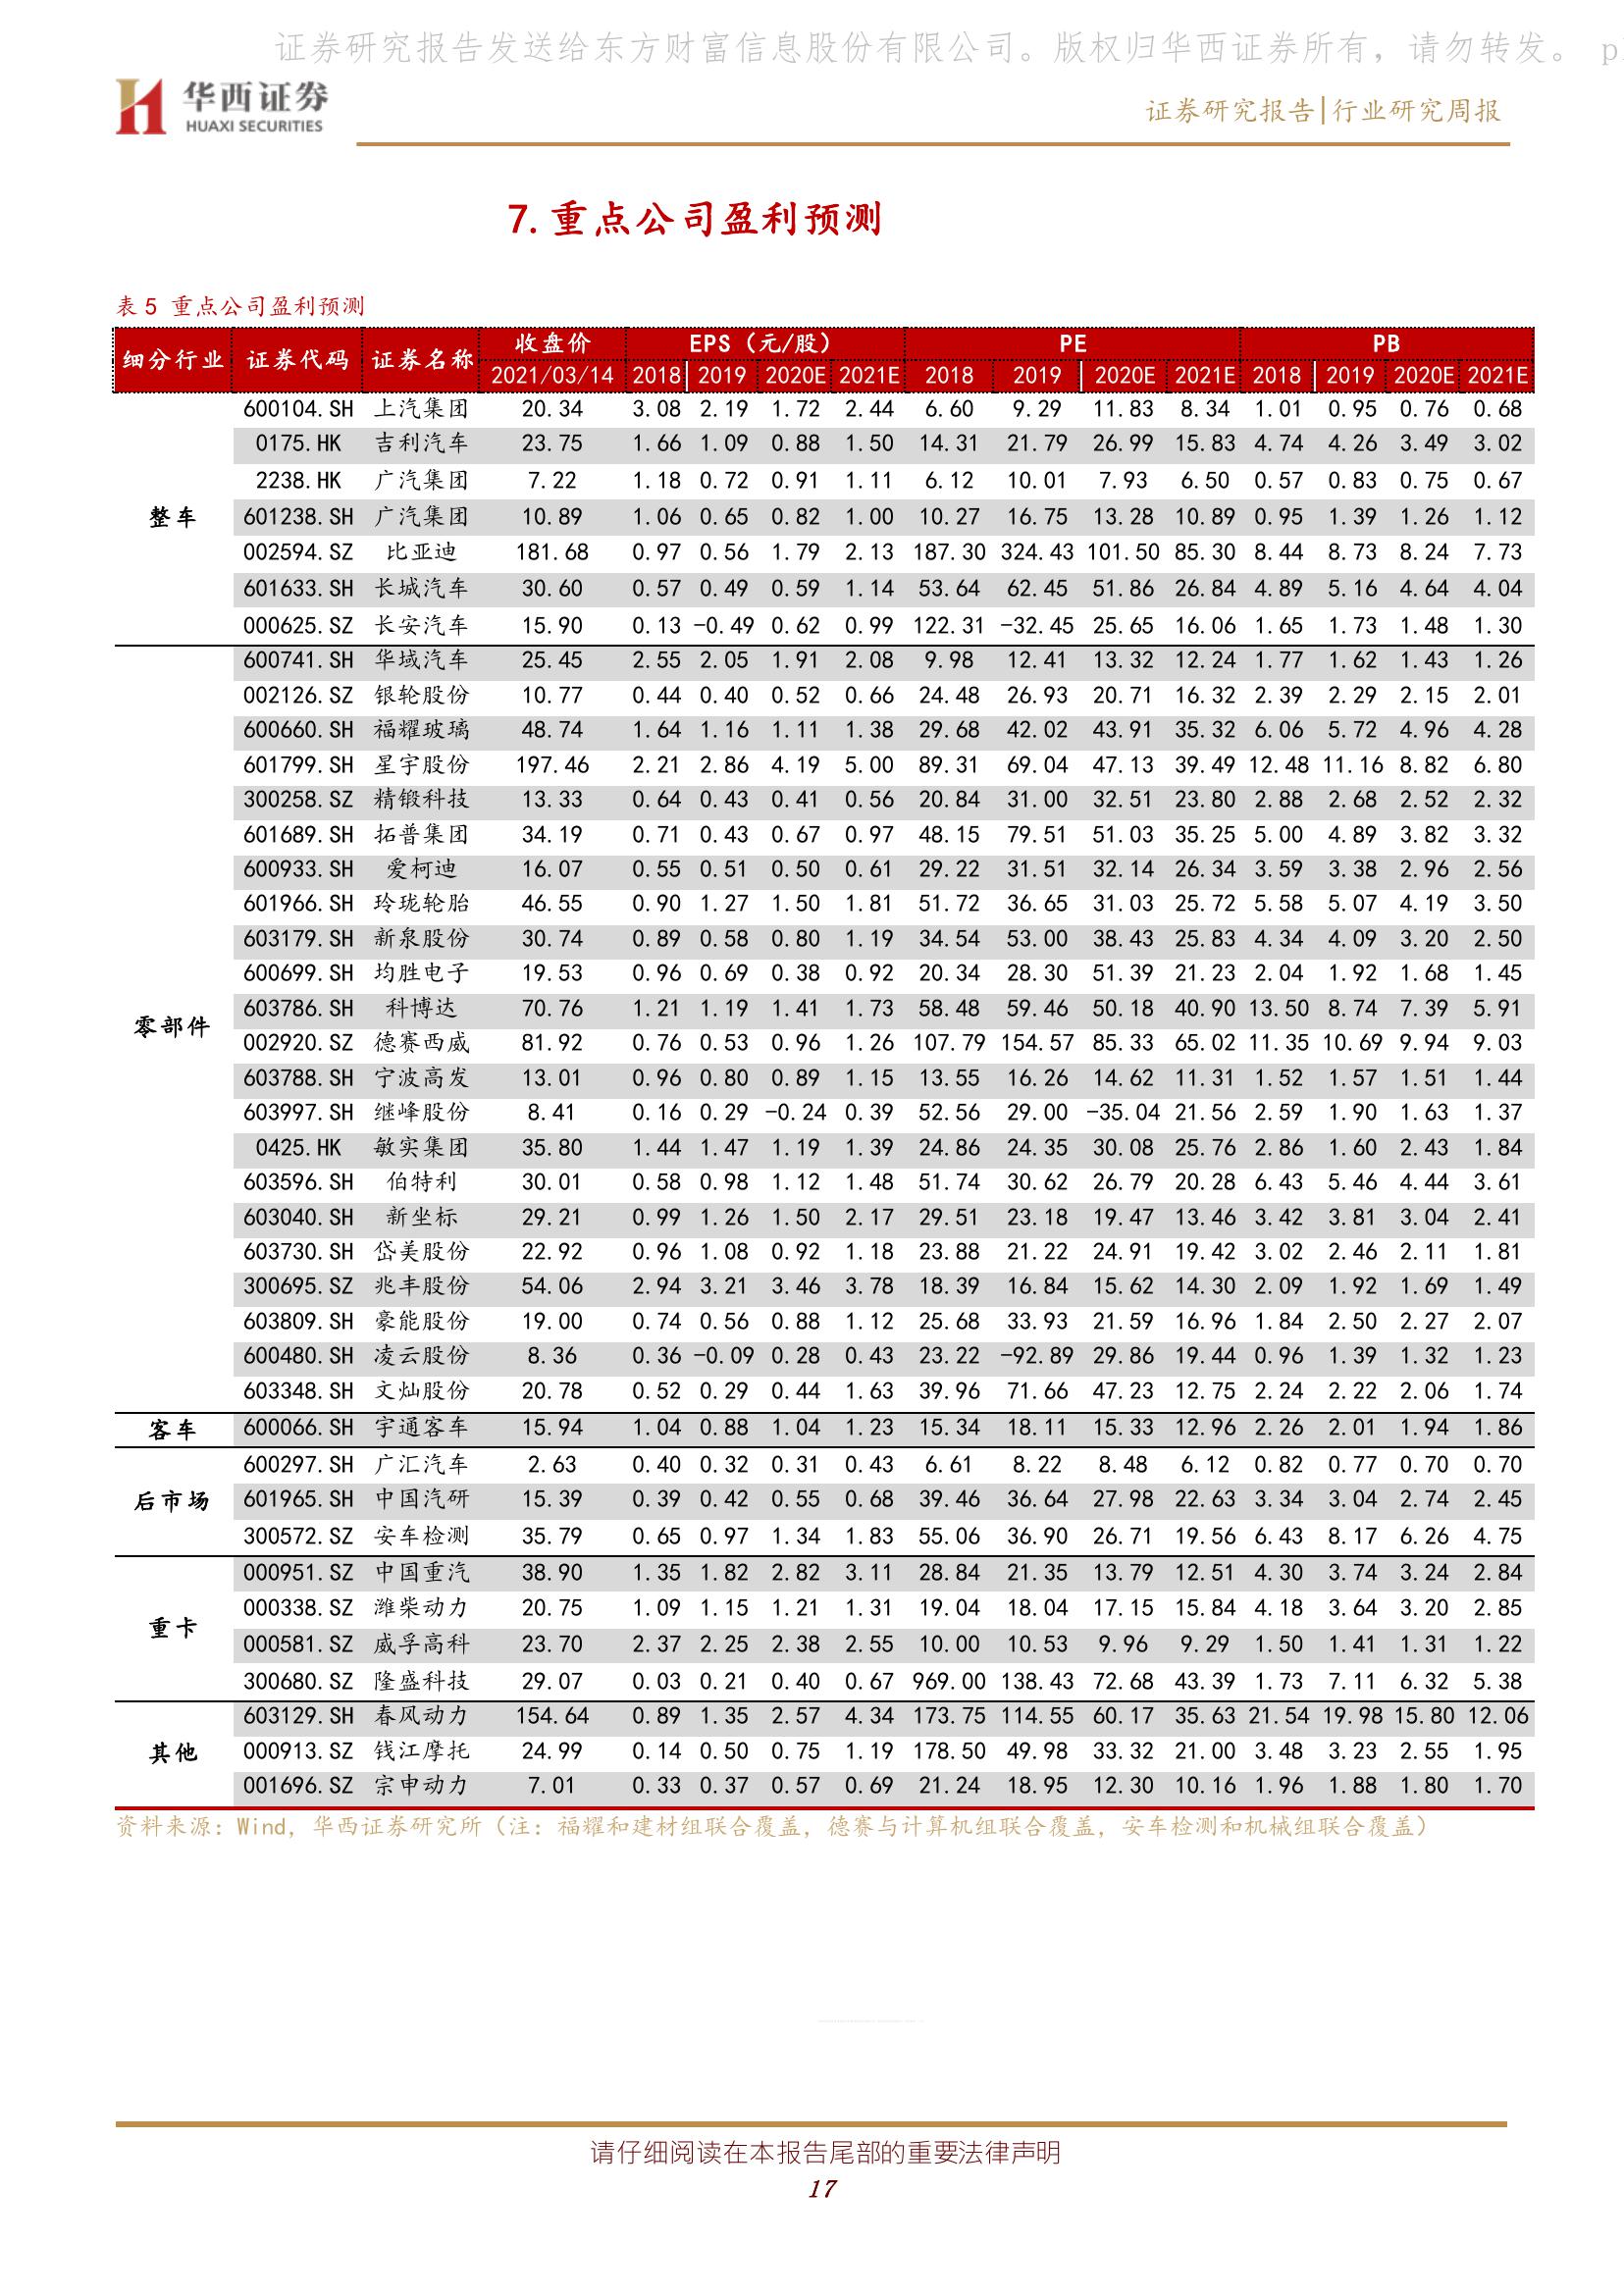 证券研究报告发送给东方财富信息股份有限公司。版权归华西证券所有，请勿转发。 p
华西证券
HUAXI SECURITIES
证券研究报告|行业研究周报
7. 重点公司盈利预测
表 5 重点公司盈利预测
细分行业 证券代码 证券名称 收盘价 EPS（元/股） PE PB
2021/03/14 2018 2019 2020E 2021E 2018 2019 2020E 2021E 2018 2019 2020E 2021E
整车
600104.SH 上汽集团 20.34 3.08 2.19 1.72 2.44 6.60 9.29 11.83 8.34 1.01 0.95 0.76 0.68
0175.HK 吉利汽车 23.75 1.66 1.09 0.88 1.50 14.31 21.79 26.99 15.83 4.74 4.26 3.49 3.02
2238.HK 广汽集团 7.22 1.18 0.72 0.91 1.11 6.12 10.01 7.93 6.50 0.57 0.83 0.75 0.67
601238.SH 广汽集团 10.89 1.06 0.65 0.82 1.00 10.27 16.75 13.28 10.89 0.95 1.39 1.26 1.12
002594.SZ 比亚迪 181.68 0.97 0.56 1.79 2.13 187.30 324.43 101.50 85.30 8.44 8.73 8.24 7.73
601633.SH 长城汽车 30.60 0.57 0.49 0.59 1.14 53.64 62.45 51.86 26.84 4.89 5.16 4.64 4.04
000625.SZ 长安汽车 15.90 0.13 -0.49 0.62 0.99 122.31 -32.45 25.65 16.06 1.65 1.73 1.48 1.30
零部件
600741.SH 华域汽车 25.45 2.55 2.05 1.91 2.08 9.98 12.41 13.32 12.24 1.77 1.62 1.43 1.26
002126.SZ 银轮股份 10.77 0.44 0.40 0.52 0.66 24.48 26.93 20.71 16.32 2.39 2.29 2.15 2.01
600660.SH 福耀玻璃 48.74 1.64 1.16 1.11 1.38 29.68 42.02 43.91 35.32 6.06 5.72 4.96 4.28
601799.SH 星宇股份 197.46 2.21 2.86 4.19 5.00 89.31 69.04 47.13 39.49 12.48 11.16 8.82 6.80
300258.SZ 精锻科技 13.33 0.64 0.43 0.41 0.56 20.84 31.00 32.51 23.80 2.88 2.68 2.52 2.32
601689.SH 拓普集团 34.19 0.71 0.43 0.67 0.97 48.15 79.51 51.03 35.25 5.00 4.89 3.82 3.32
600933.SH 爱柯迪 16.07 0.55 0.51 0.50 0.61 29.22 31.51 32.14 26.34 3.59 3.38 2.96 2.56
601966.SH 玲珑轮胎 46.55 0.90 1.27 1.50 1.81 51.72 36.65 31.03 25.72 5.58 5.07 4.19 3.50
603179.SH 新泉股份 30.74 0.89 0.58 0.80 1.19 34.54 53.00 38.43 25.83 4.34 4.09 3.20 2.50
600699.SH 均胜电子 19.53 0.96 0.69 0.38 0.92 20.34 28.30 51.39 21.23 2.04 1.92 1.68 1.45
603786.SH 科博达 70.76 1.21 1.19 1.41 1.73 58.48 59.46 50.18 40.90 13.50 8.74 7.39 5.91
002920.SZ 德赛西威 81.92 0.76 0.53 0.96 1.26 107.79 154.57 85.33 65.02 11.35 10.69 9.94 9.03
603788.SH 宁波高发 13.01 0.96 0.80 0.89 1.15 13.55 16.26 14.62 11.31 1.52 1.57 1.51 1.44
603997.SH 继峰股份 8.41 0.16 0.29 -0.24 0.39 52.56 29.00 -35.04 21.56 2.59 1.90 1.63 1.37
0425.HK 敏实集团 35.80 1.44 1.47 1.19 1.39 24.86 24.35 30.08 25.76 2.86 1.60 2.43 1.84
603596.SH 伯特利 30.01 0.58 0.98 1.12 1.48 51.74 30.62 26.79 20.28 6.43 5.46 4.44 3.61
603040.SH 新坐标 29.21 0.99 1.26 1.50 2.17 29.51 23.18 19.47 13.46 3.42 3.81 3.04 2.41
603730.SH 岱美股份 22.92 0.96 1.08 0.92 1.18 23.88 21.22 24.91 19.42 3.02 2.46 2.11 1.81
300695.SZ 兆丰股份 54.06 2.94 3.21 3.46 3.78 18.39 16.84 15.62 14.30 2.09 1.92 1.69 1.49
603809.SH 豪能股份 19.00 0.74 0.56 0.88 1.12 25.68 33.93 21.59 16.96 1.84 2.50 2.27 2.07
600480.SH 凌云股份 8.36 0.36 -0.09 0.28 0.43 23.22 -92.89 29.86 19.44 0.96 1.39 1.32 1.23
603348.SH 文灿股份 20.78 0.52 0.29 0.44 1.63 39.96 71.66 47.23 12.75 2.24 2.22 2.06 1.74
客车 600066.SH 宇通客车 15.94 1.04 0.88 1.04 1.23 15.34 18.11 15.33 12.96 2.26 2.01 1.94 1.86
后市场
600297.SH 广汇汽车 2.63 0.40 0.32 0.31 0.43 6.61 8.22 8.48 6.12 0.82 0.77 0.70 0.70
601965.SH 中国汽研 15.39 0.39 0.42 0.55 0.68 39.46 36.64 27.98 22.63 3.34 3.04 2.74 2.45
300572.SZ 安车检测 35.79 0.65 0.97 1.34 1.83 55.06 36.90 26.71 19.56 6.43 8.17 6.26 4.75
重卡
000951.SZ 中国重汽 38.90 1.35 1.82 2.82 3.11 28.84 21.35 13.79 12.51 4.30 3.74 3.24 2.84
000338.SZ 潍柴动力 20.75 1.09 1.15 1.21 1.31 19.04 18.04 17.15 15.84 4.18 3.64 3.20 2.85
000581.SZ 威孚高科 23.70 2.37 2.25 2.38 2.55 10.00 10.53 9.96 9.29 1.50 1.41 1.31 1.22
300680.SZ 隆盛科技 29.07 0.03 0.21 0.40 0.67 969.00 138.43 72.68 43.39 1.73 7.11 6.32 5.38
其他
603129.SH 春风动力 154.64 0.89 1.35 2.57 4.34 173.75 114.55 60.17 35.63 21.54 19.98 15.80 12.06
000913.SZ 钱江摩托 24.99 0.14 0.50 0.75 1.19 178.50 49.98 33.32 21.00 3.48 3.23 2.55 1.95
001696.SZ 宗申动力 7.01 0.33 0.37 0.57 0.69 21.24 18.95 12.30 10.16 1.96 1.88 1.80 1.70
资料来源：Wind，华西证券研究所（注：福耀和建材组联合覆盖，德赛与计算机组联合覆盖，安车检测和机械组联合覆盖）
请仔细阅读在本报告尾部的重要法律声明
17